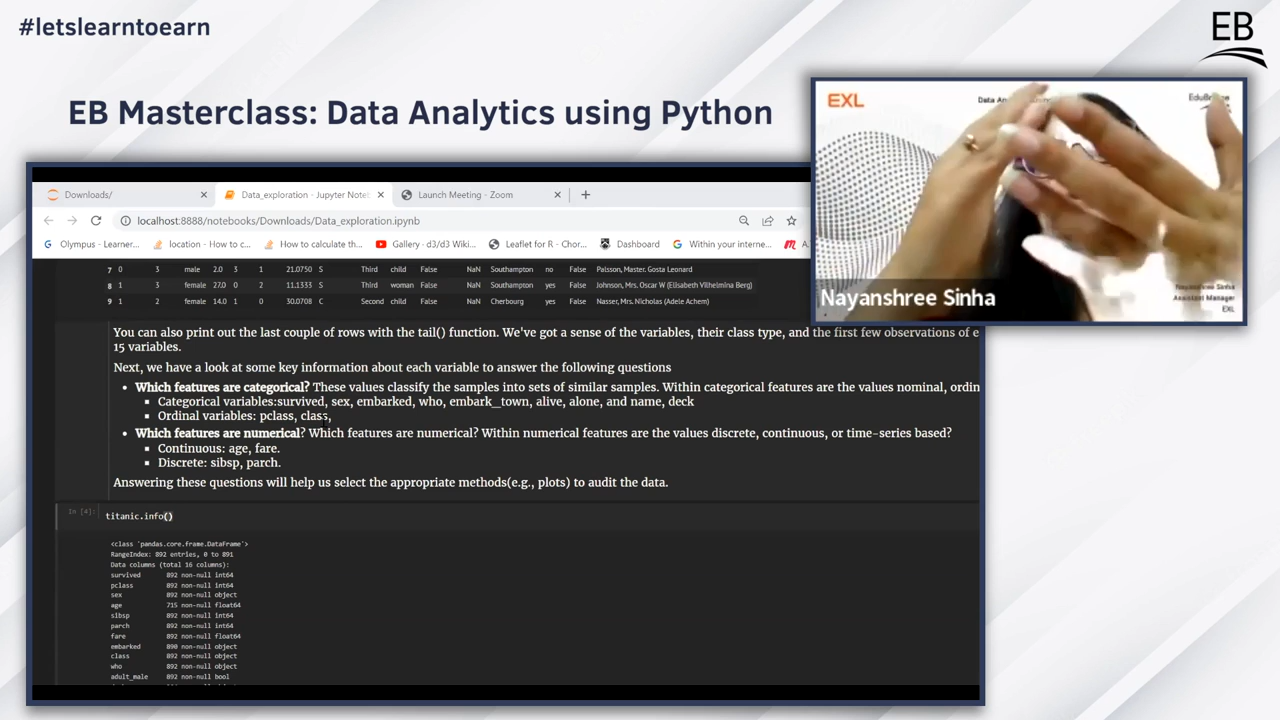 #letslearntoearn
EB
EB Masterclass: Data Analytics using Python
EXL
Nayanshree Sinha
Nayanshree Sinha
Assistant Manager
EXL
Downloads/
Data_exploration - Jupyter Note
Launch Meeting - Zoom
localhost:8888/notebooks/Downloads/Data_exploration.ipynb
Olympus - Learner... location - How to c... How to calculate th... Gallery · d3/d3 Wiki... Leaflet for R - Chor... Dashboard Within your interne...
7 0 3 male 2.0 3 1 21.0750 S Third child False NaN Southampton no False Palsson, Master. Gosta Leonard
8 1 3 female 27.0 0 2 11.1333 S Third woman False NaN Southampton yes False Johnson, Mrs. Oscar W (Elisabeth Vilhelmina Berg)
9 1 2 female 14.0 1 0 30.0708 C Second child False NaN Cherbourg yes False Nasser, Mrs. Nicholas (Adele Achem)
You can also print out the last couple of rows with the tail() function. We've got a sense of the variables, their class type, and the first few observations of e
15 variables.
Next, we have a look at some key information about each variable to answer the following questions
Which features are categorical? These values classify the samples into sets of similar samples. Within categorical features are the values nominal, ordin
Categorical variables:survived, sex, embarked, who, embark_town, alive, alone, and name, deck
Ordinal variables: pclass, class,
Which features are numerical? Which features are numerical? Within numerical features are the values discrete, continuous, or time-series based?
Continuous: age, fare.
Discrete: sibsp, parch.
Answering these questions will help us select the appropriate methods(e.g., plots) to audit the data.
In [4]: titanic.info()
<class 'pandas.core.frame.DataFrame'>
RangeIndex: 892 entries, 0 to 891
Data columns (total 16 columns):
survived 892 non-null int64
pclass 892 non-null int64
sex 892 non-null object
age 715 non-null float64
sibsp 892 non-null int64
parch 892 non-null int64
fare 892 non-null float64
embarked 890 non-null object
class 892 non-null object
who 892 non-null object
adult_male 892 non-null bool